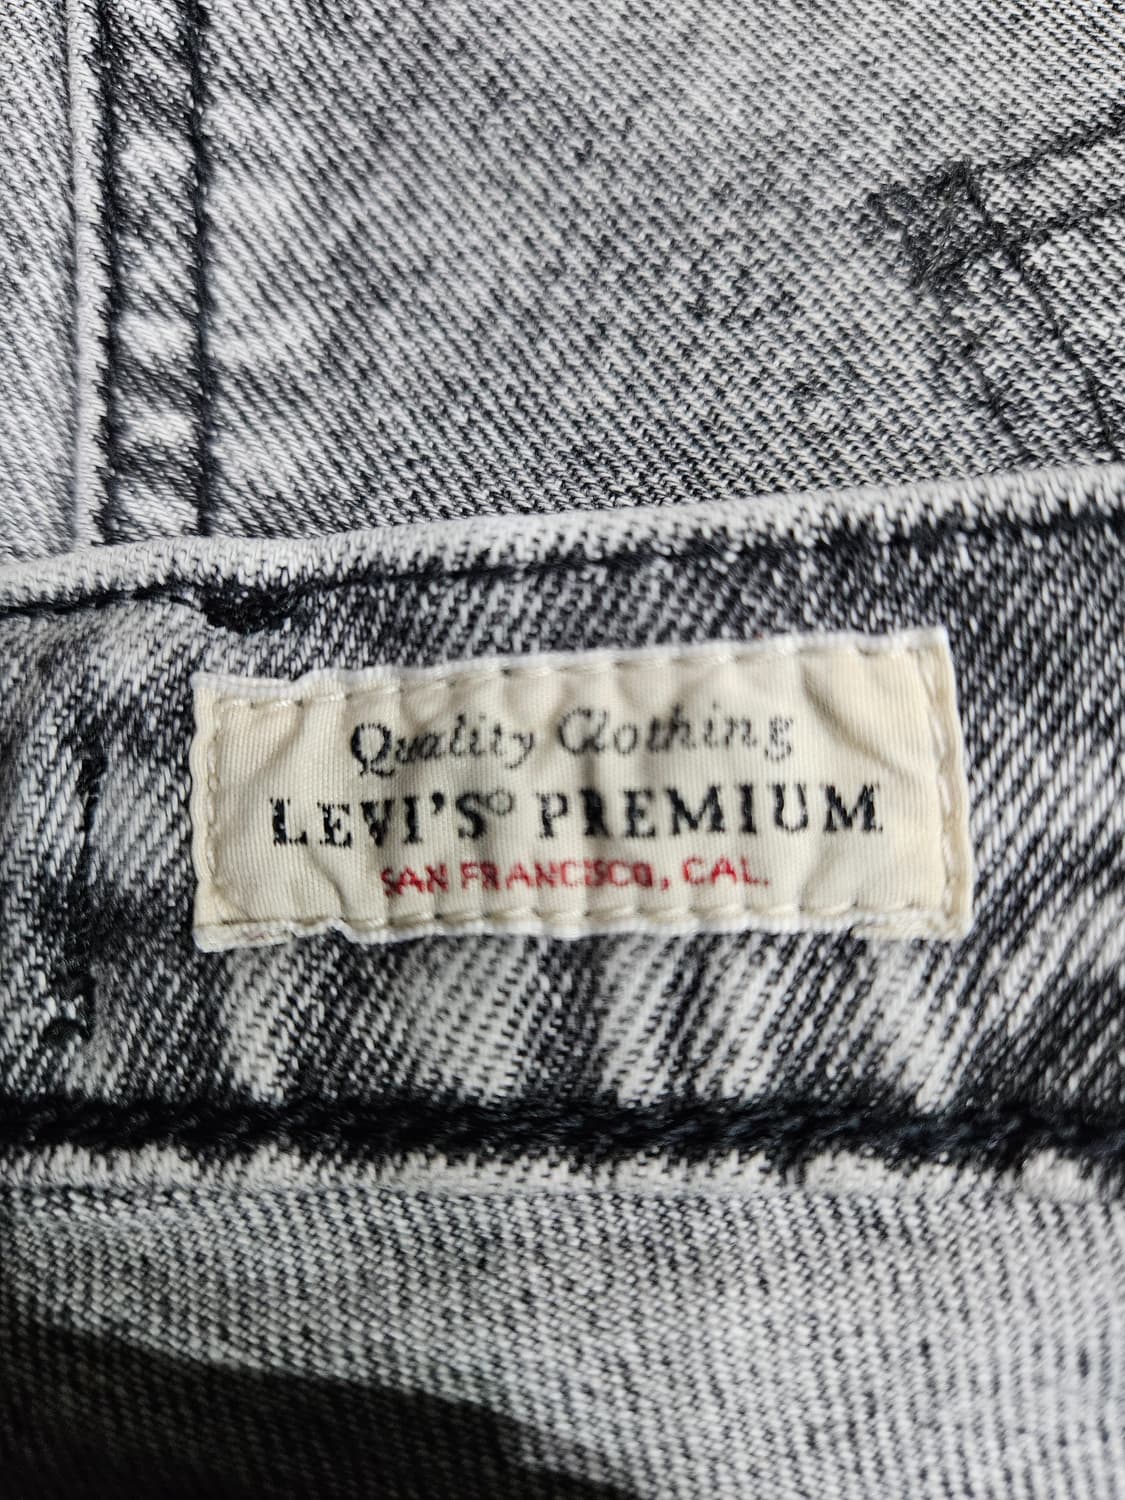 Quality Clothing
LEVI'S® PREMIUM
SAN FRANCISCO, CAL.